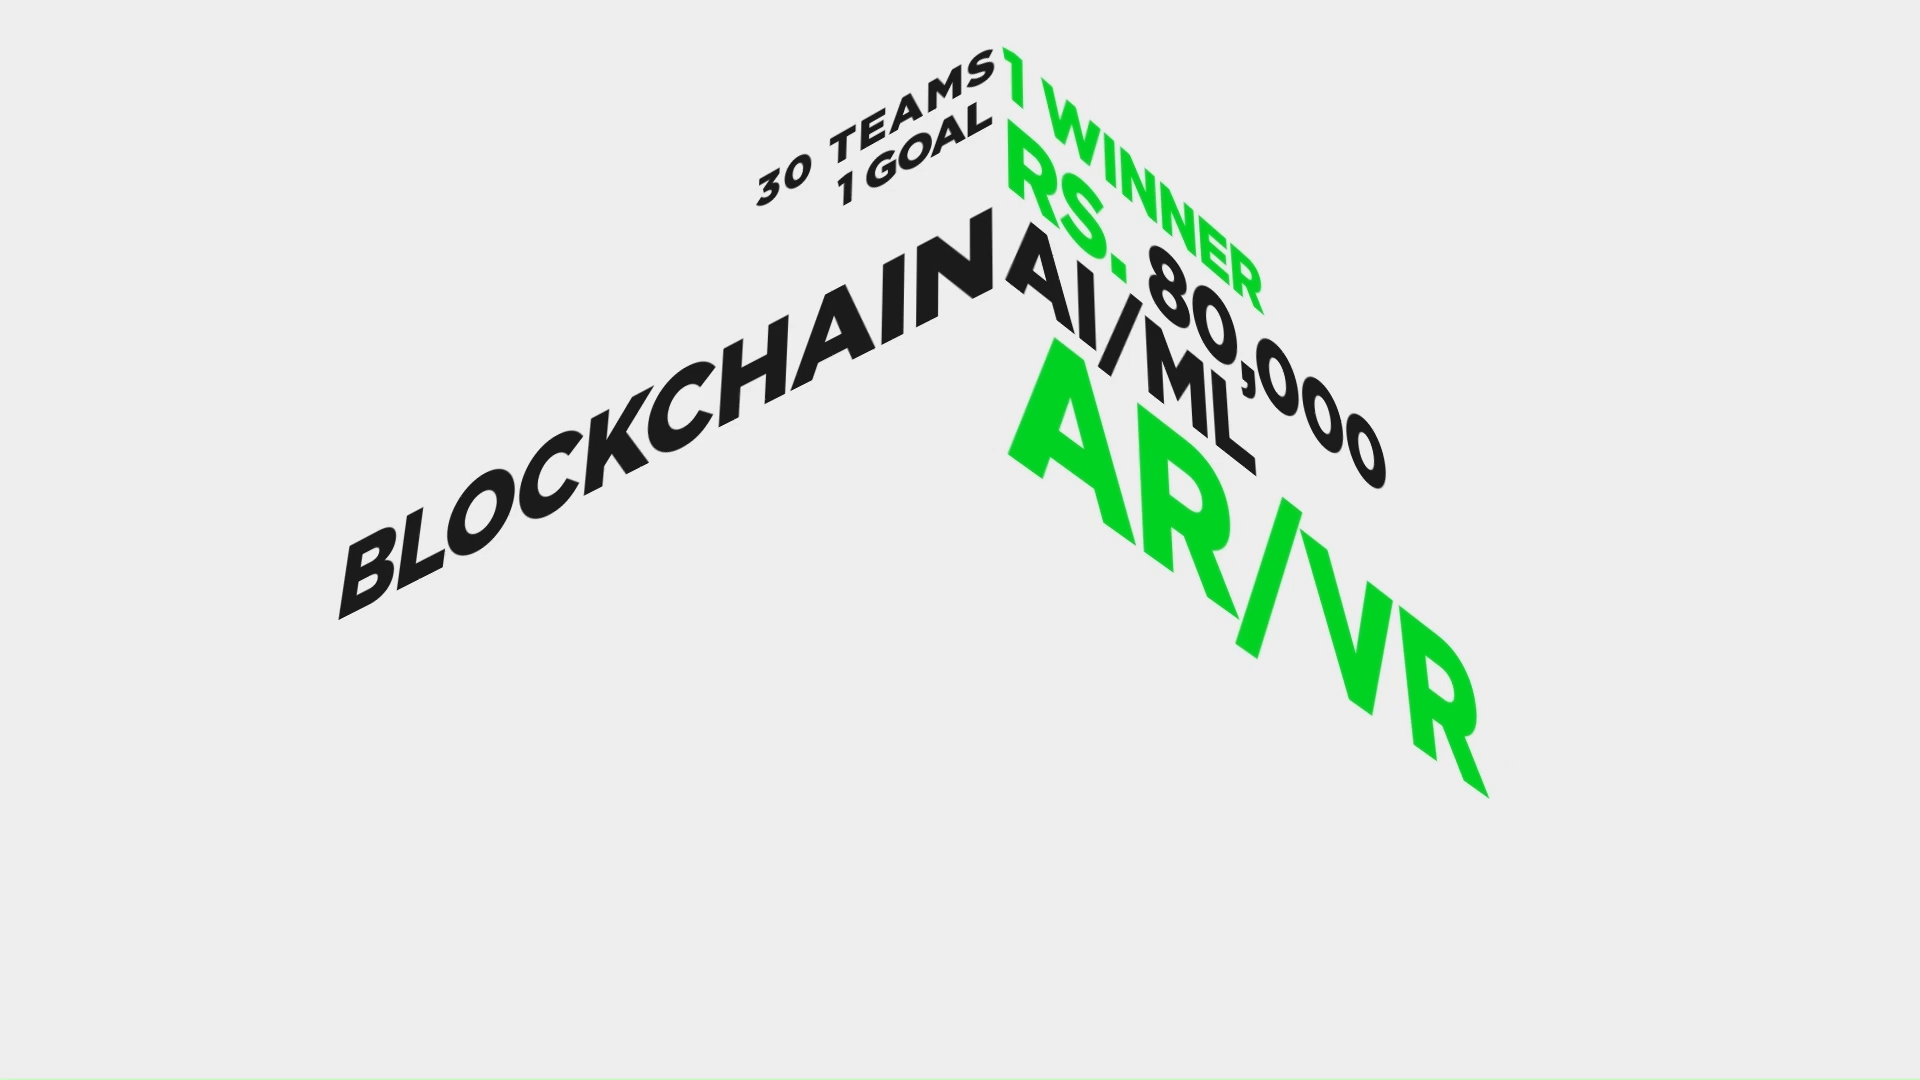 30 TEAMS
1 GOAL
BLOCKCHAIN
1 WINNER
RS. 80,000
AI/ML
AR/VR